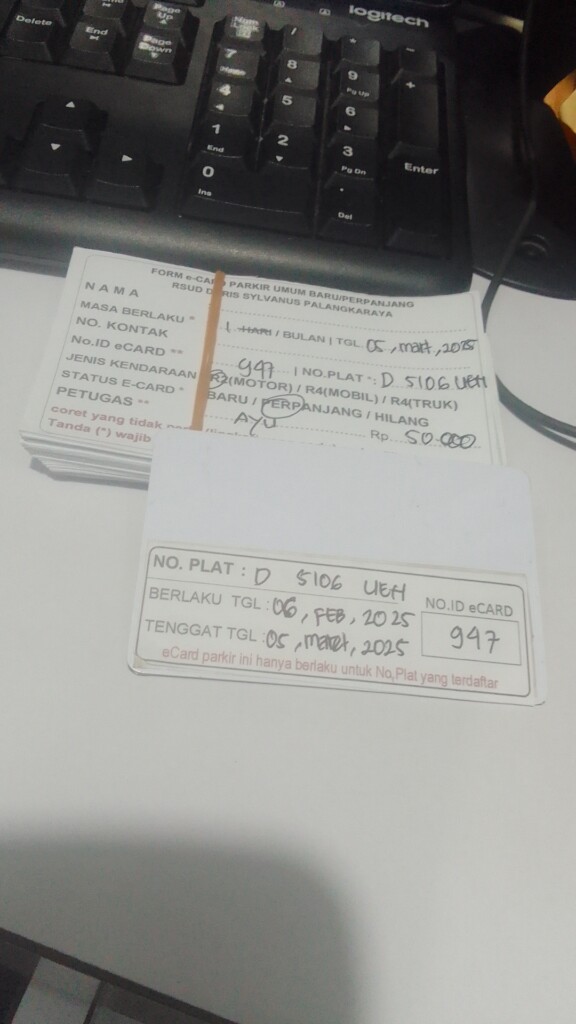 logitech
Delete
End
Page Up
Page Down
Num Lock
/
*
-
7
Home
8
9
Pg Up
+
4
5
6
1
End
2
3
Pg Dn
Enter
0
Ins
.
Del
FORM e-CARD PARKIR UMUM BARU/PERPANJANG
RSUD DORIS SYLVANUS PALANGKARAYA
NAMA
MASA BERLAKU * 1 HARI / BULAN | TGL 05, maret, 2025
NO. KONTAK
No.ID eCARD ** 947 | NO.PLAT *: D 5106 UEH
JENIS KENDARAAN R2(MOTOR) / R4(MOBIL) / R4(TRUK)
STATUS E-CARD * BARU / PERPANJANG / HILANG
PETUGAS ** AYU Rp. 50.000
coret yang tidak
Tanda (*) wajib
NO. PLAT : D 5106 UEH
BERLAKU TGL : 06, FEB, 2025
NO.ID eCARD
TENGGAT TGL : 05, maret, 2025
947
eCard parkir ini hanya berlaku untuk No,Plat yang terdaftar